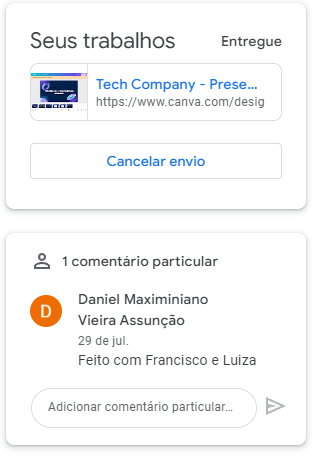 Seus trabalhos
Entregue
Tech Company - Prese...
https://www.canva.com/desig
Cancelar envio
1 comentário particular
D
Daniel Maximiniano
Vieira Assunção
29 de jul.
Feito com Francisco e Luiza
Adicionar comentário particular...